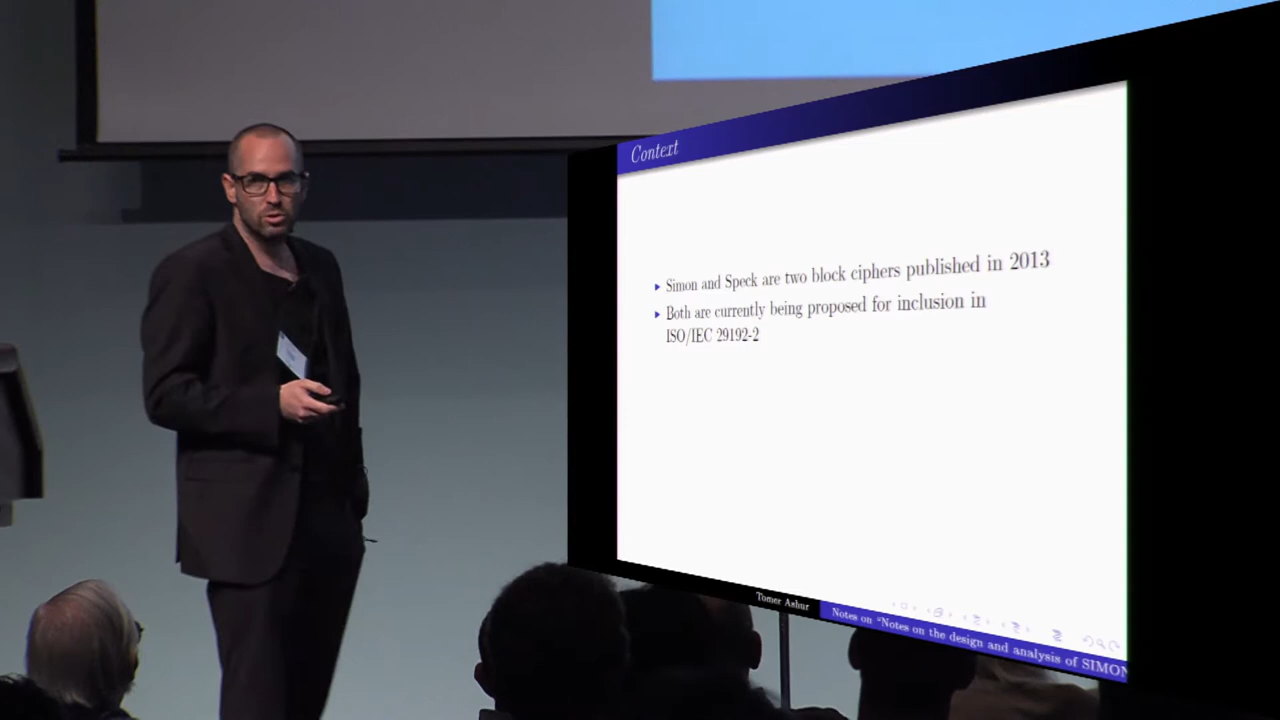 Context
Simon and Speck are two block ciphers published in 2013
Both are currently being proposed for inclusion in
ISO/IEC 29192-2
Tomer Ashur
Notes on "Notes on the design and analysis of SIMON